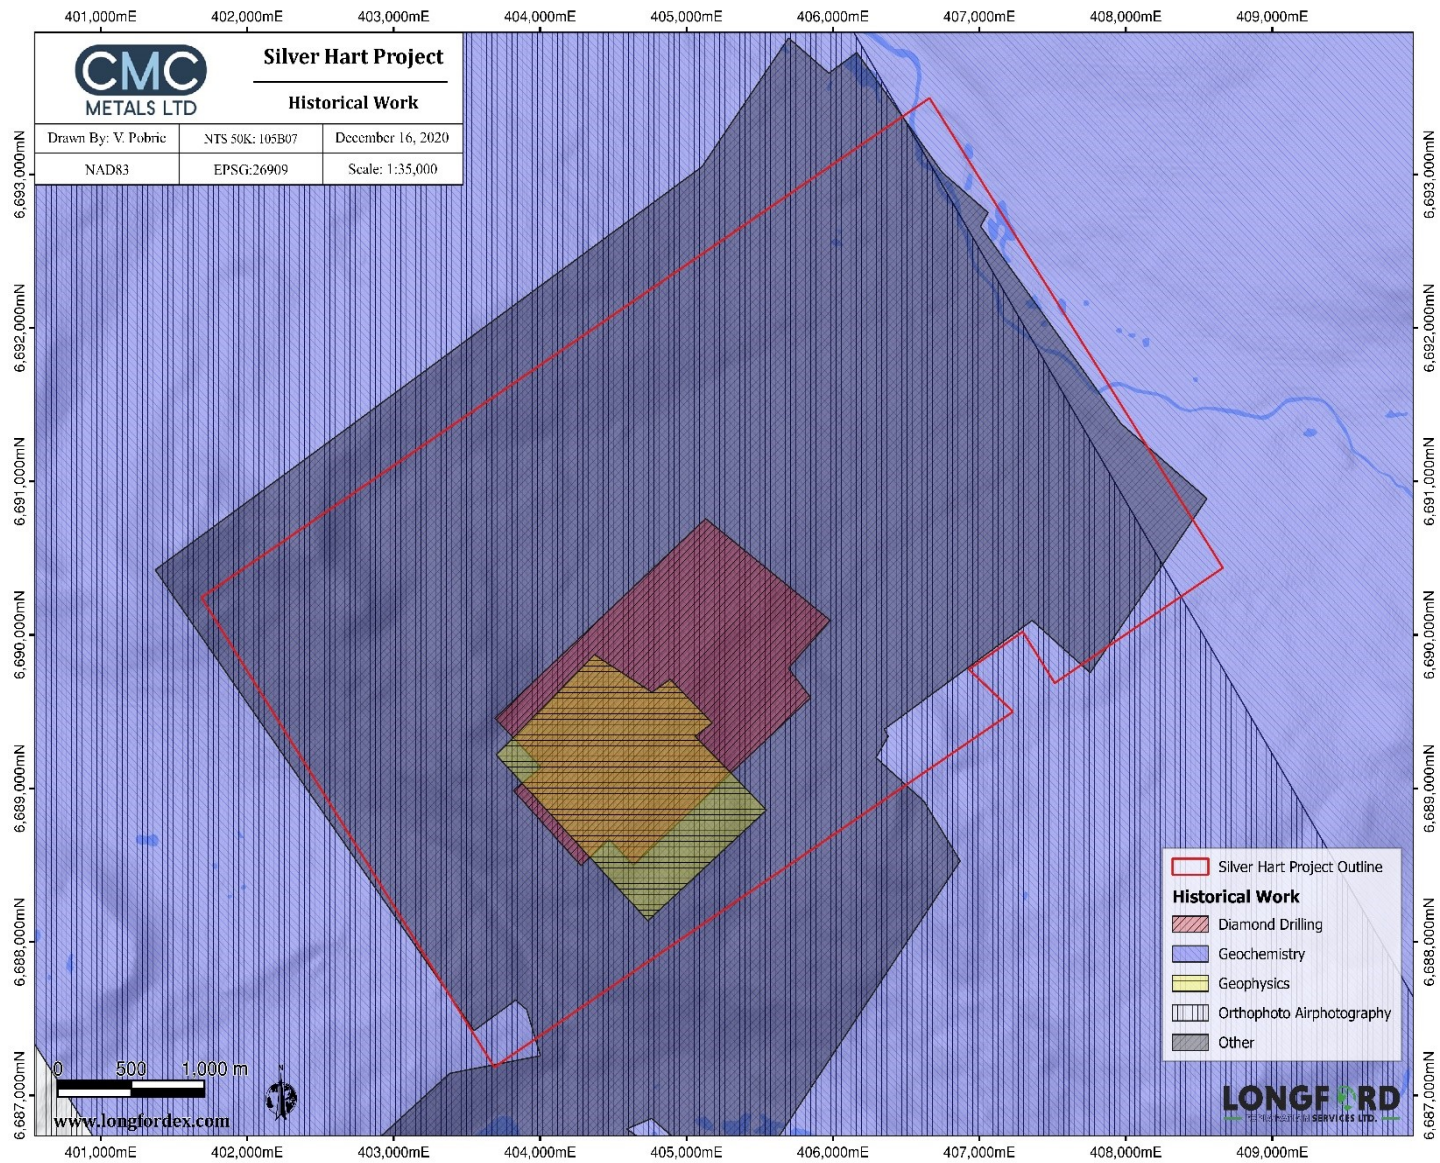 401,000mE 402,000mE 403,000mE 404,000mE 405,000mE 406,000mE 407,000mE 408,000mE 409,000mE
CMC
METALS LTD
Silver Hart Project
Historical Work
Drawn By: V. Pobric NTS 50K: 105B07 December 16, 2020
NAD83 EPSG:26909 Scale: 1:35,000
6,693,000mN 6,693,000mN
6,692,000mN 6,692,000mN
6,691,000mN 6,691,000mN
6,690,000mN 6,690,000mN
6,689,000mN 6,689,000mN
6,688,000mN 6,688,000mN
6,687,000mN 6,687,000mN
Silver Hart Project Outline
Historical Work
Diamond Drilling
Geochemistry
Geophysics
Orthophoto Airphotography
Other
0 500 1,000 m
N
www.longfordex.com
LONGFORD
SERVICES LTD.
401,000mE 402,000mE 403,000mE 404,000mE 405,000mE 406,000mE 407,000mE 408,000mE 409,000mE